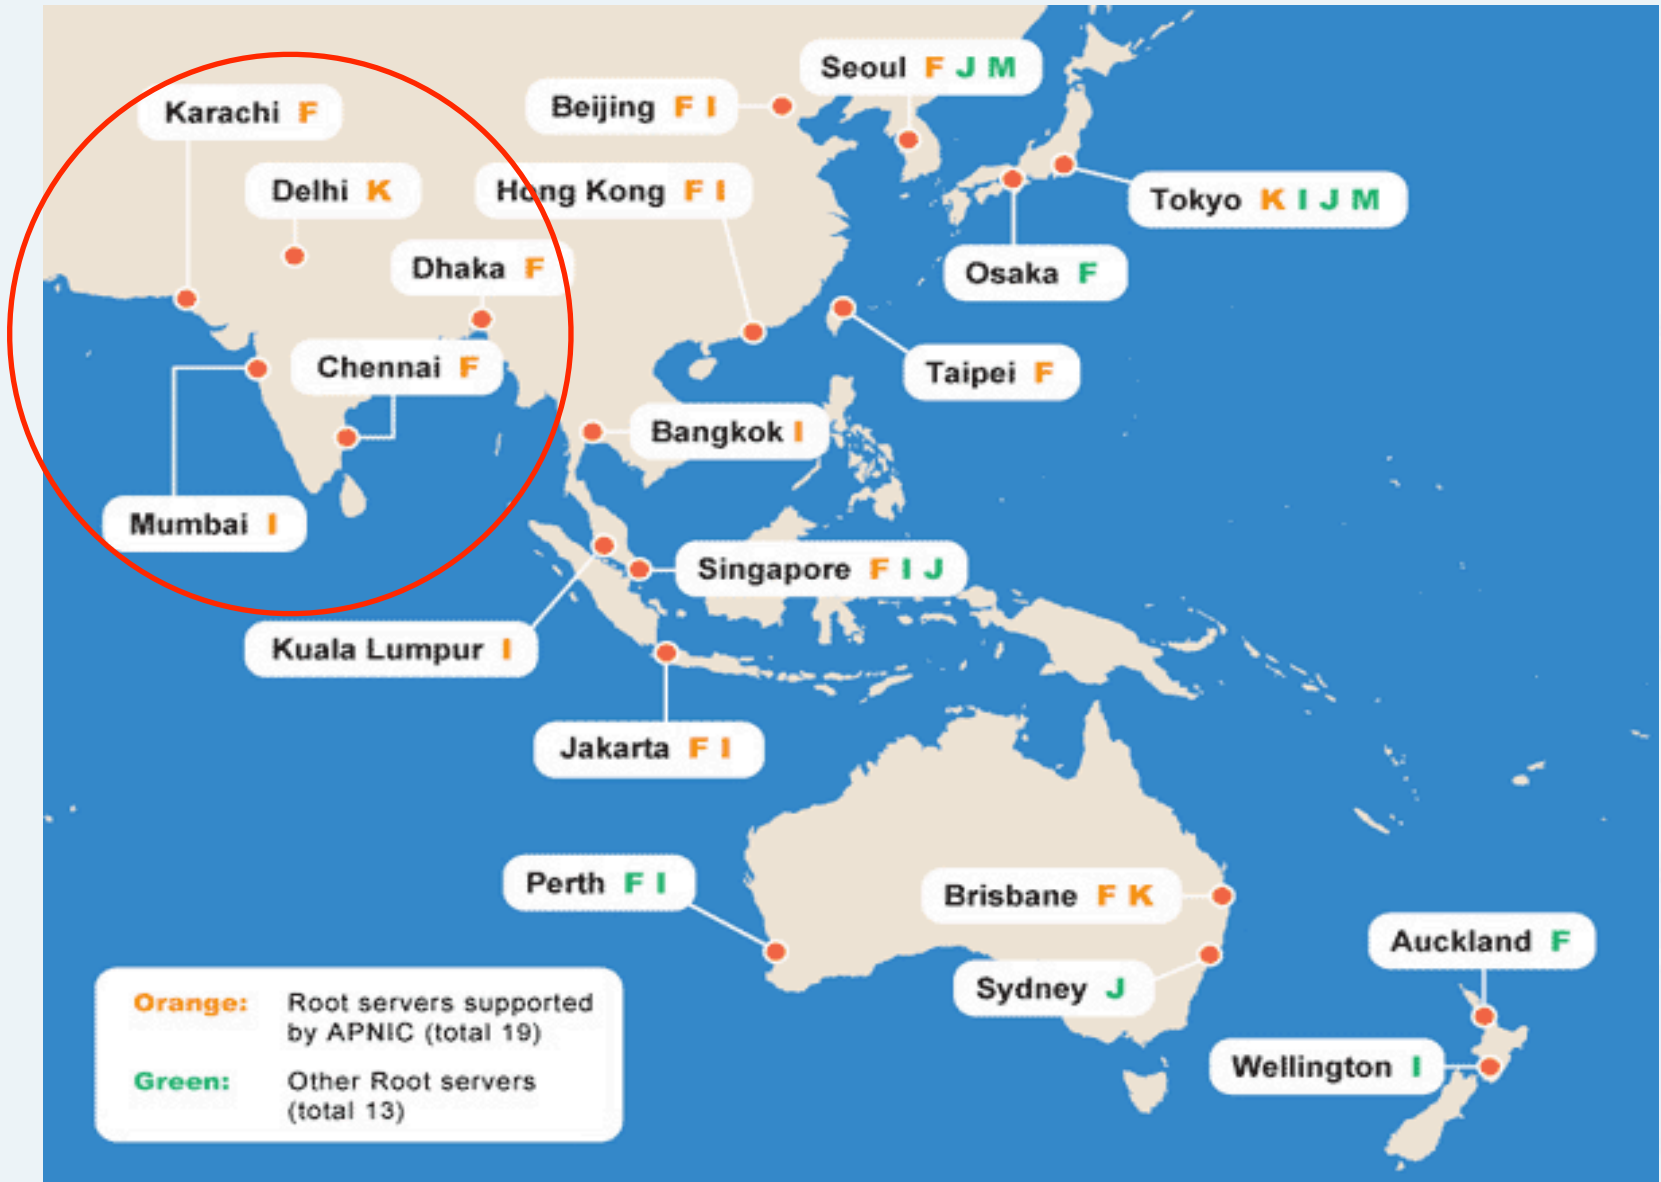 Seoul F J M
Karachi F
Beijing F I
Delhi K
Hong Kong F I
Tokyo K I J M
Dhaka F
Osaka F
Chennai F
Taipei F
Bangkok I
Mumbai I
Singapore F I J
Kuala Lumpur I
Jakarta F I
Perth F I
Brisbane F K
Auckland F
Sydney J
Wellington I
Orange: Root servers supported
by APNIC (total 19)
Green: Other Root servers
(total 13)